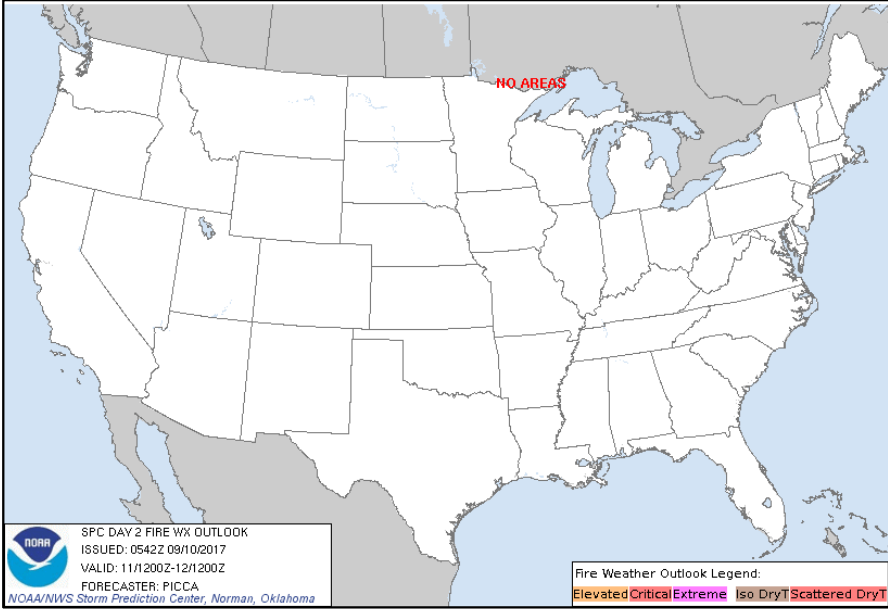 NO AREAS
SPC DAY 2 FIRE WX OUTLOOK
ISSUED: 0542Z 09/10/2017
VALID: 11/1200Z-12/1200Z
FORECASTER: PICCA
NOAA/NWS Storm Prediction Center, Norman, Oklahoma
NOAA
Fire Weather Outlook Legend:
Elevated Critical Extreme Iso DryT Scattered DryT